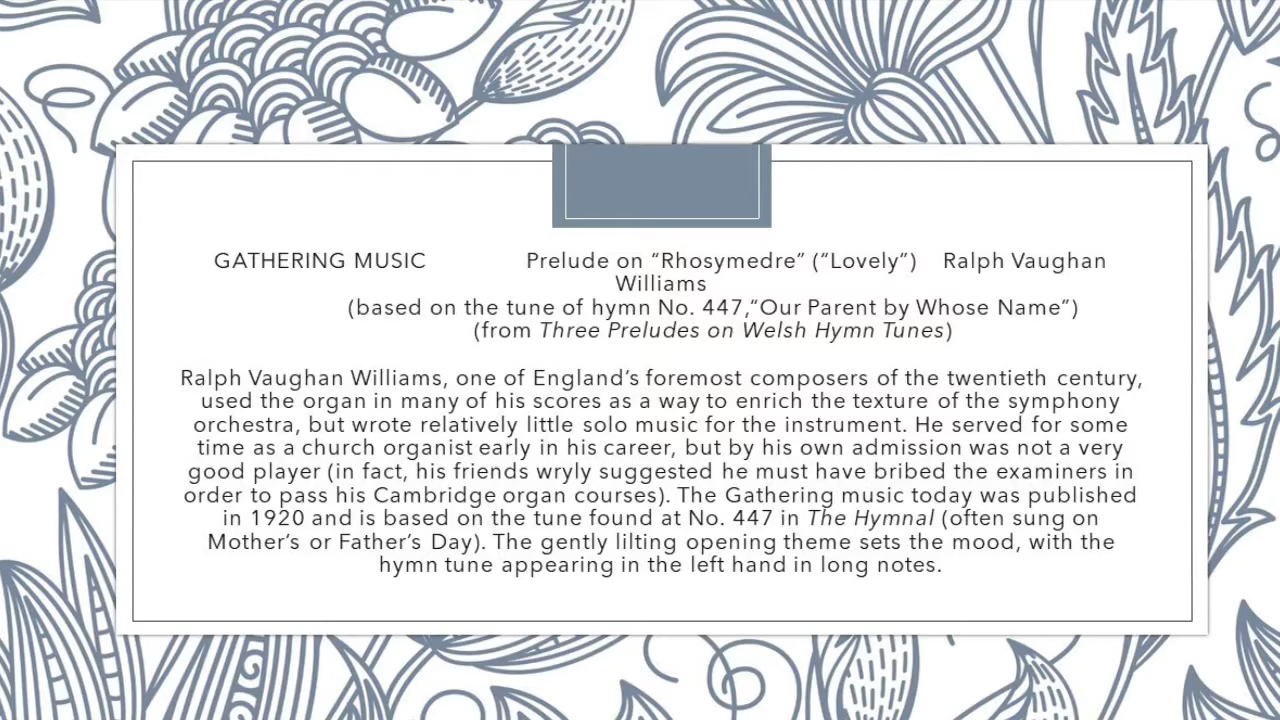 GATHERING MUSIC Prelude on “Rhosymedre” (“Lovely”) Ralph Vaughan
Williams
(based on the tune of hymn No. 447,“Our Parent by Whose Name”)
(from Three Preludes on Welsh Hymn Tunes)
Ralph Vaughan Williams, one of England’s foremost composers of the twentieth century,
used the organ in many of his scores as a way to enrich the texture of the symphony
orchestra, but wrote relatively little solo music for the instrument. He served for some
time as a church organist early in his career, but by his own admission was not a very
good player (in fact, his friends wryly suggested he must have bribed the examiners in
order to pass his Cambridge organ courses). The Gathering music today was published
in 1920 and is based on the tune found at No. 447 in The Hymnal (often sung on
Mother’s or Father’s Day). The gently lilting opening theme sets the mood, with the
hymn tune appearing in the left hand in long notes.